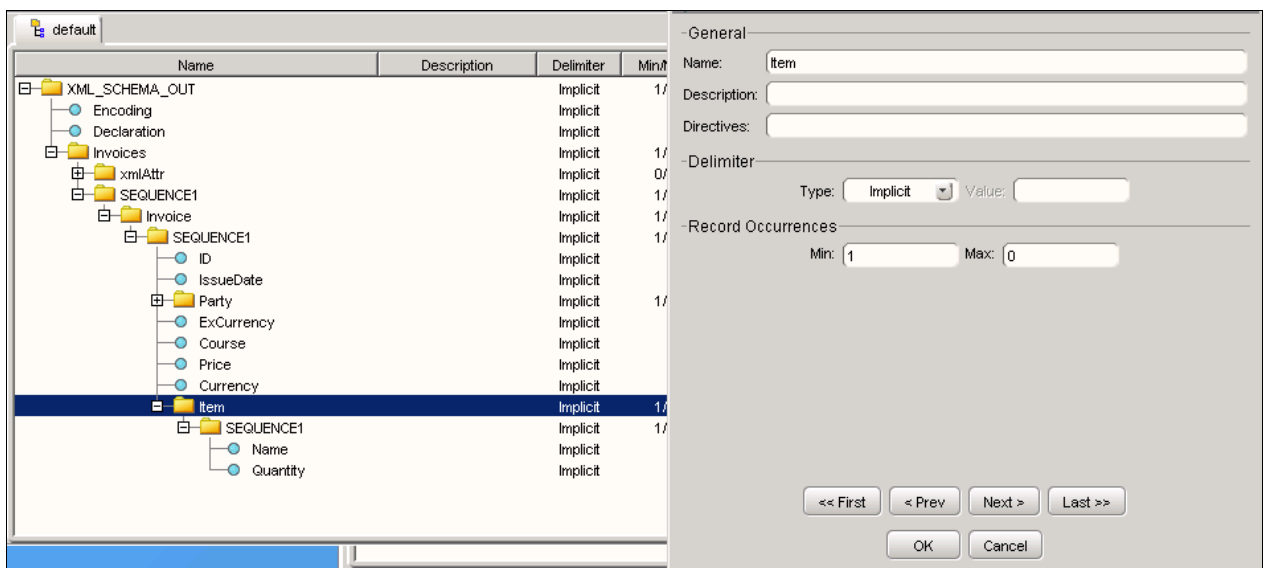 default
Name Description Delimiter Min/
XML_SCHEMA_OUT Implicit 1/
Encoding Implicit
Declaration Implicit
Invoices Implicit 1/
xmlAttr Implicit 0/
SEQUENCE1 Implicit 1/
Invoice Implicit 1/
SEQUENCE1 Implicit 1/
ID Implicit
IssueDate Implicit
Party Implicit 1/
ExCurrency Implicit
Course Implicit
Price Implicit
Currency Implicit
Item Implicit 1/
SEQUENCE1 Implicit 1/
Name Implicit
Quantity Implicit
General
Name: Item
Description:
Directives:
Delimiter
Type: Implicit Value:
Record Occurrences
Min: 1 Max: 0
<< First < Prev Next > Last >>
OK Cancel